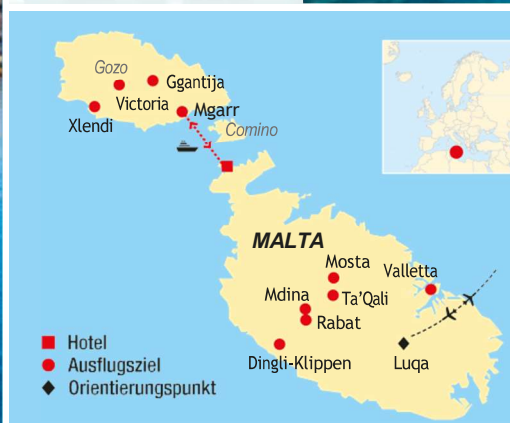 Gozo
Ggantija
Victoria
Mgarr
Xlendi
Comino
MALTA
Mosta
Valletta
Mdina
Ta'Qali
Rabat
Dingli-Klippen
Luqa
Hotel
Ausflugsziel
Orientierungspunkt